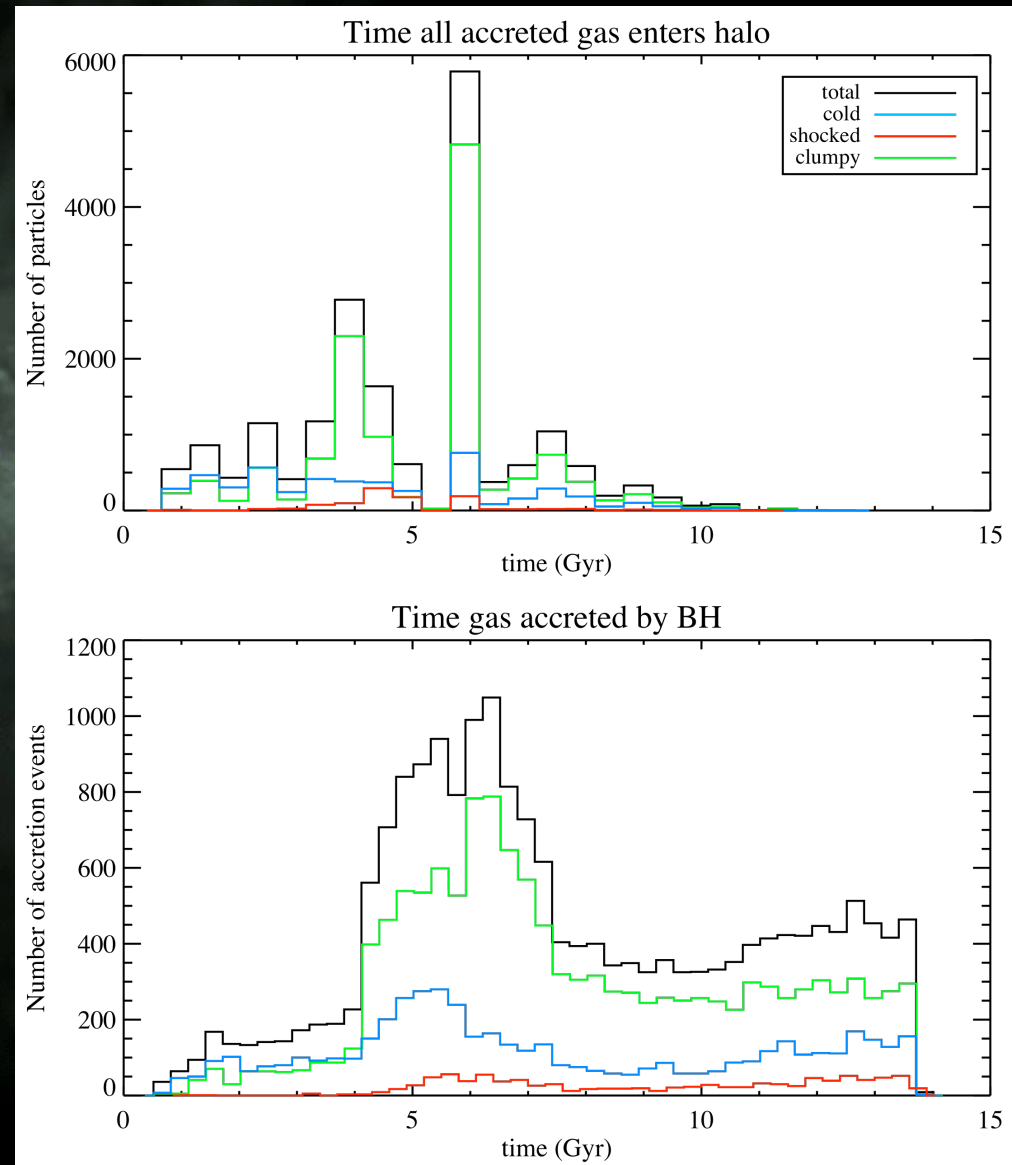 Time all accreted gas enters halo
6000
4000
2000
0
Number of particles
total
cold
shocked
clumpy
0 5 10 15
time (Gyr)
Time gas accreted by BH
1200
1000
800
600
400
200
0
Number of accretion events
0 5 10 15
time (Gyr)